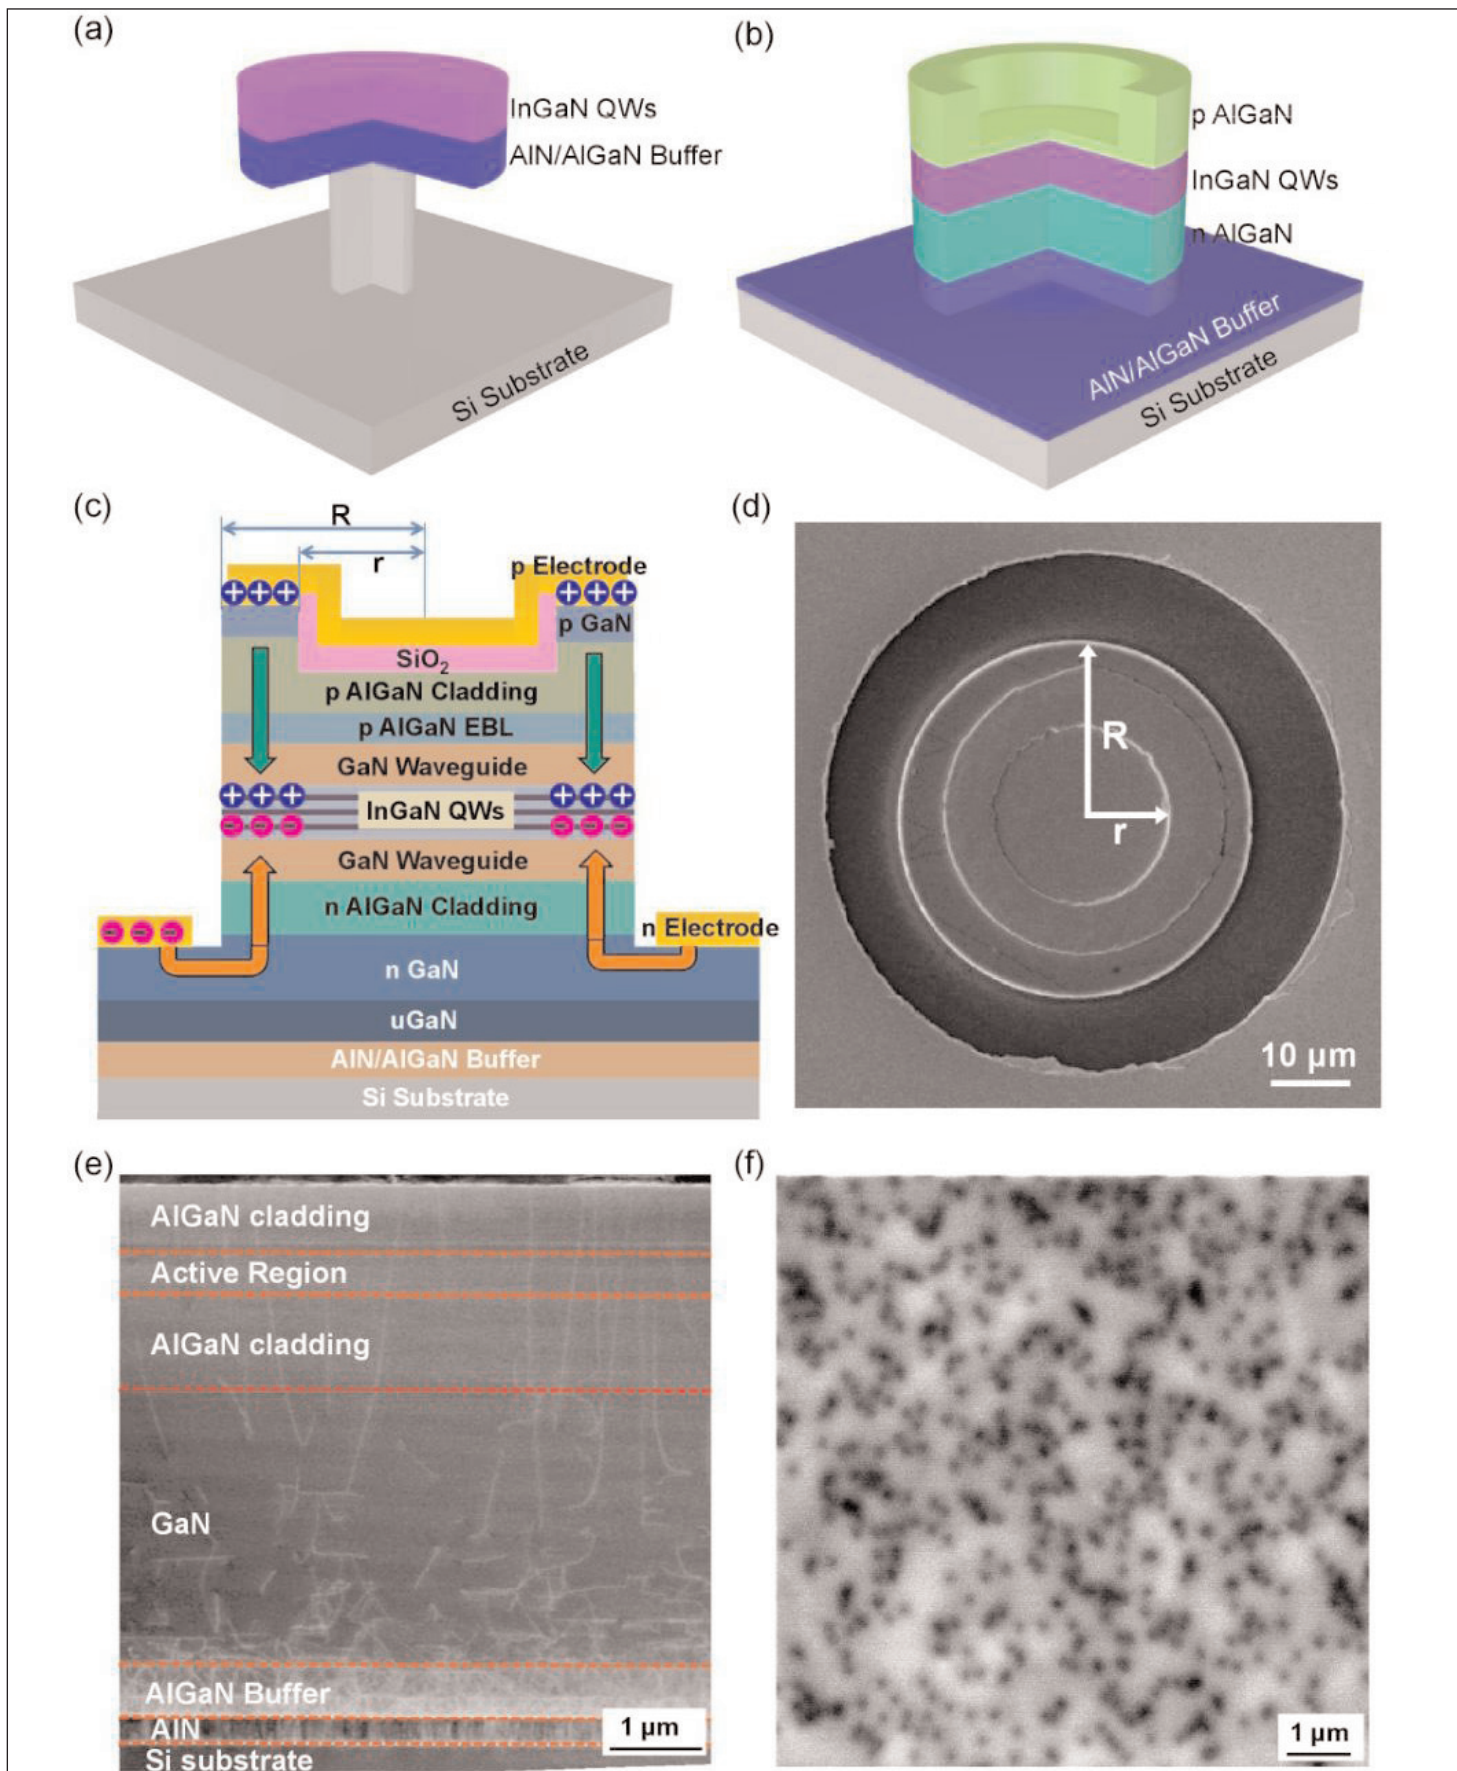 (a)
InGaN QWs
AlN/AlGaN Buffer
Si Substrate
(b)
p AlGaN
InGaN QWs
n AlGaN
AlN/AlGaN Buffer
Si Substrate
(c)
R
r
p Electrode
p GaN
SiO₂
p AlGaN Cladding
p AlGaN EBL
GaN Waveguide
InGaN QWs
GaN Waveguide
n AlGaN Cladding
n Electrode
n GaN
uGaN
AlN/AlGaN Buffer
Si Substrate
(d)
R
r
10 µm
(e)
AlGaN cladding
Active Region
AlGaN cladding
GaN
AlGaN Buffer
AlN
Si substrate
1 µm
(f)
1 µm